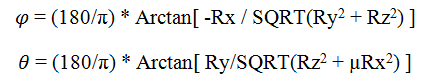 φ = (180/π) * Arctan[ -Rx / SQRT(Ry² + Rz²) ]
θ = (180/π) * Arctan[ Ry/SQRT(Rz² + µRx²) ]